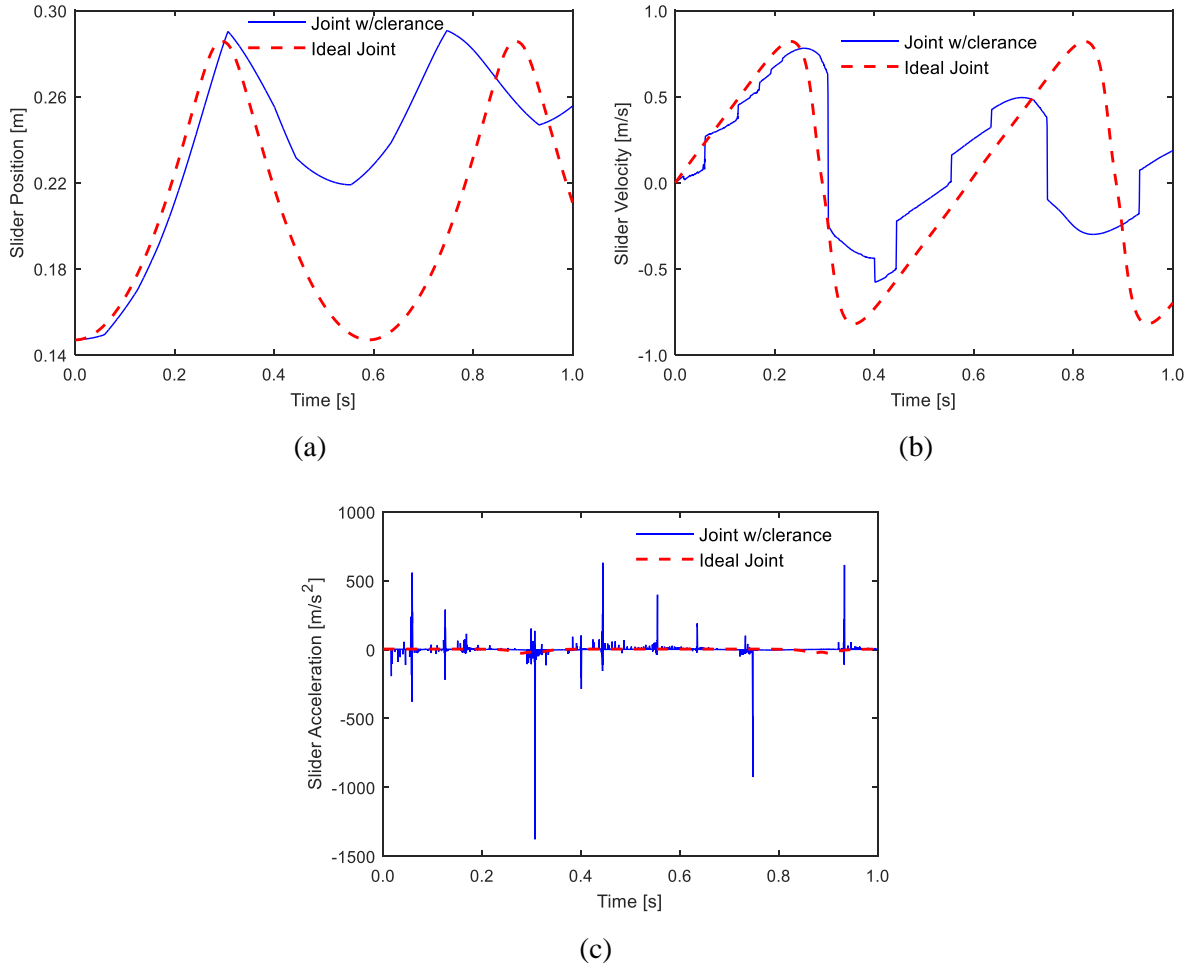 0.30
0.26
0.22
0.18
0.14
Slider Position [m]
Joint w/clerance
Ideal Joint
0.0 0.2 0.4 0.6 0.8 1.0
Time [s]
(a)
1.0
0.5
0.0
-0.5
-1.0
Slider Velocity [m/s]
Joint w/clerance
Ideal Joint
0.0 0.2 0.4 0.6 0.8 1.0
Time [s]
(b)
1000
500
0
-500
-1000
-1500
Slider Acceleration [m/s²]
Joint w/clerance
Ideal Joint
0.0 0.2 0.4 0.6 0.8 1.0
Time [s]
(c)